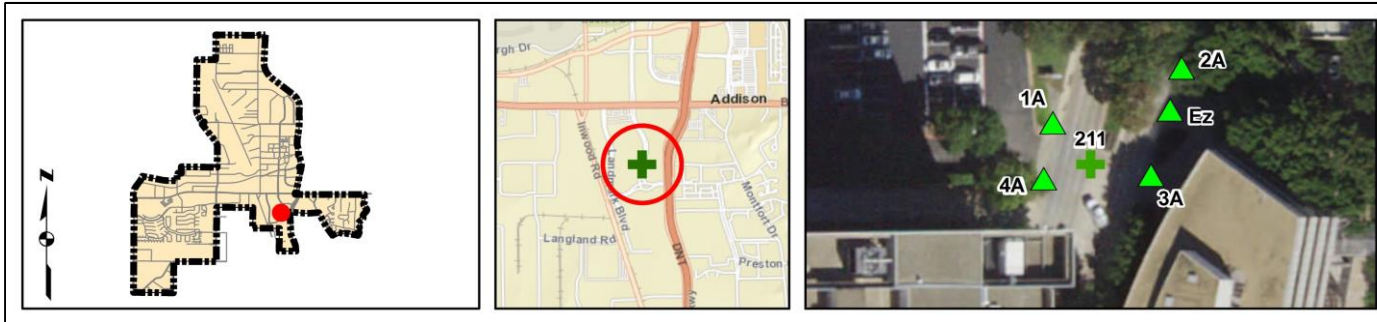 N
rgh Dr
Addison
B
Inwood Rd
Landmark Blvd
Montfort Dr
Langland Rd
DNT
Preston
wy
2A
1A
Ez
211
4A
3A